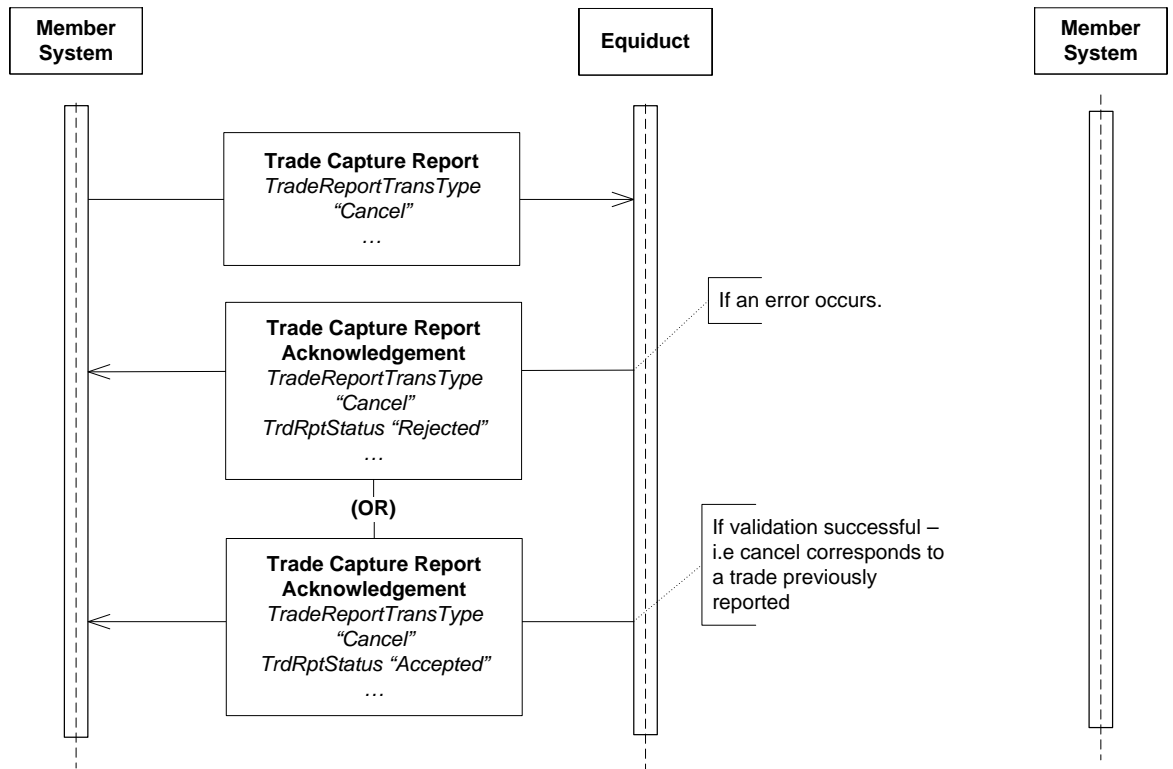 Member
System
Equiduct
Member
System
Trade Capture Report
TradeReportTransType
“Cancel”
…
If an error occurs.
Trade Capture Report
Acknowledgement
TradeReportTransType
“Cancel”
TrdRptStatus “Rejected”
…
(OR)
If validation successful –
i.e cancel corresponds to
a trade previously
reported
Trade Capture Report
Acknowledgement
TradeReportTransType
“Cancel”
TrdRptStatus “Accepted”
…